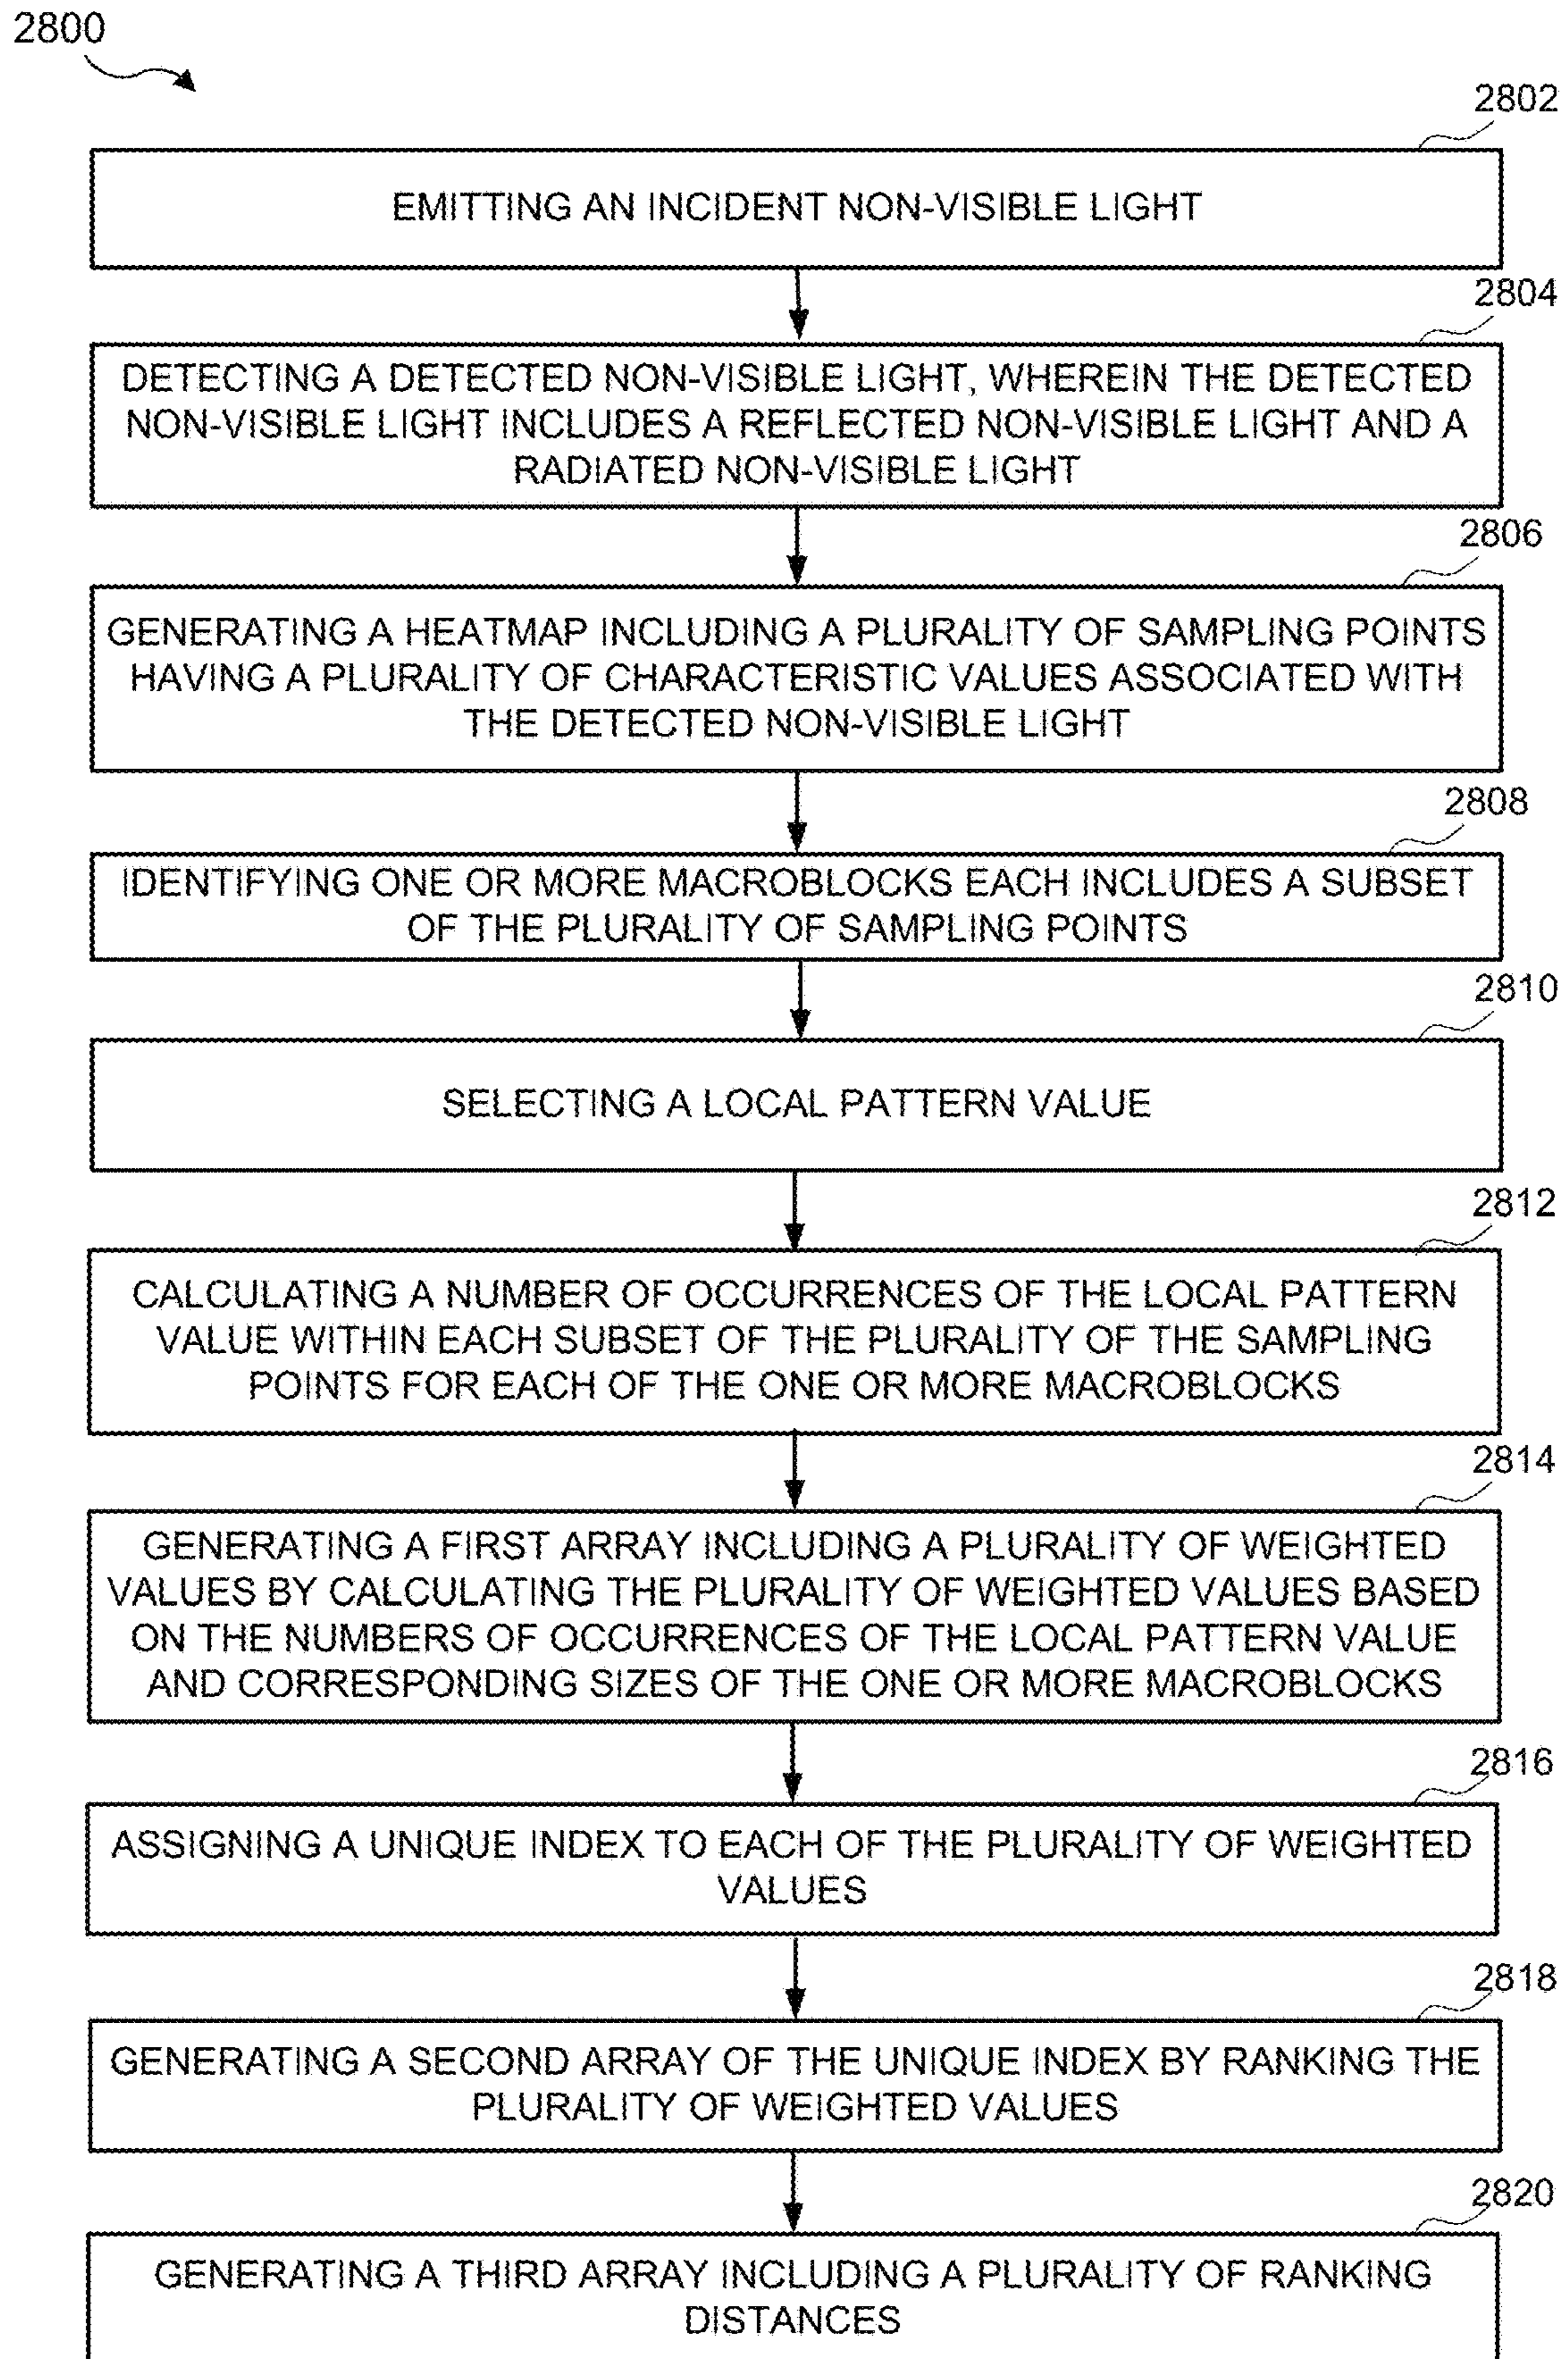 2800
2802
EMITTING AN INCIDENT NON-VISIBLE LIGHT
2804
DETECTING A DETECTED NON-VISIBLE LIGHT, WHEREIN THE DETECTED
NON-VISIBLE LIGHT INCLUDES A REFLECTED NON-VISIBLE LIGHT AND A
RADIATED NON-VISIBLE LIGHT
2806
GENERATING A HEATMAP INCLUDING A PLURALITY OF SAMPLING POINTS
HAVING A PLURALITY OF CHARACTERISTIC VALUES ASSOCIATED WITH
THE DETECTED NON-VISIBLE LIGHT
2808
IDENTIFYING ONE OR MORE MACROBLOCKS EACH INCLUDES A SUBSET
OF THE PLURALITY OF SAMPLING POINTS
2810
SELECTING A LOCAL PATTERN VALUE
2812
CALCULATING A NUMBER OF OCCURRENCES OF THE LOCAL PATTERN
VALUE WITHIN EACH SUBSET OF THE PLURALITY OF THE SAMPLING
POINTS FOR EACH OF THE ONE OR MORE MACROBLOCKS
2814
GENERATING A FIRST ARRAY INCLUDING A PLURALITY OF WEIGHTED
VALUES BY CALCULATING THE PLURALITY OF WEIGHTED VALUES BASED
ON THE NUMBERS OF OCCURRENCES OF THE LOCAL PATTERN VALUE
AND CORRESPONDING SIZES OF THE ONE OR MORE MACROBLOCKS
2816
ASSIGNING A UNIQUE INDEX TO EACH OF THE PLURALITY OF WEIGHTED
VALUES
2818
GENERATING A SECOND ARRAY OF THE UNIQUE INDEX BY RANKING THE
PLURALITY OF WEIGHTED VALUES
2820
GENERATING A THIRD ARRAY INCLUDING A PLURALITY OF RANKING
DISTANCES